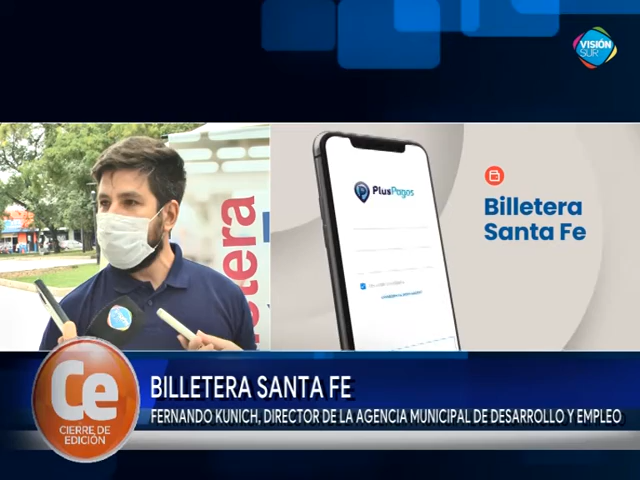 VISIÓN
SUR
PlusPagos
Billetera
Santa Fe
letera
Ce
CIERRE DE
EDICIÓN
BILLETERA SANTA FE
FERNANDO KUNICH, DIRECTOR DE LA AGENCIA MUNICIPAL DE DESARROLLO Y EMPLEO